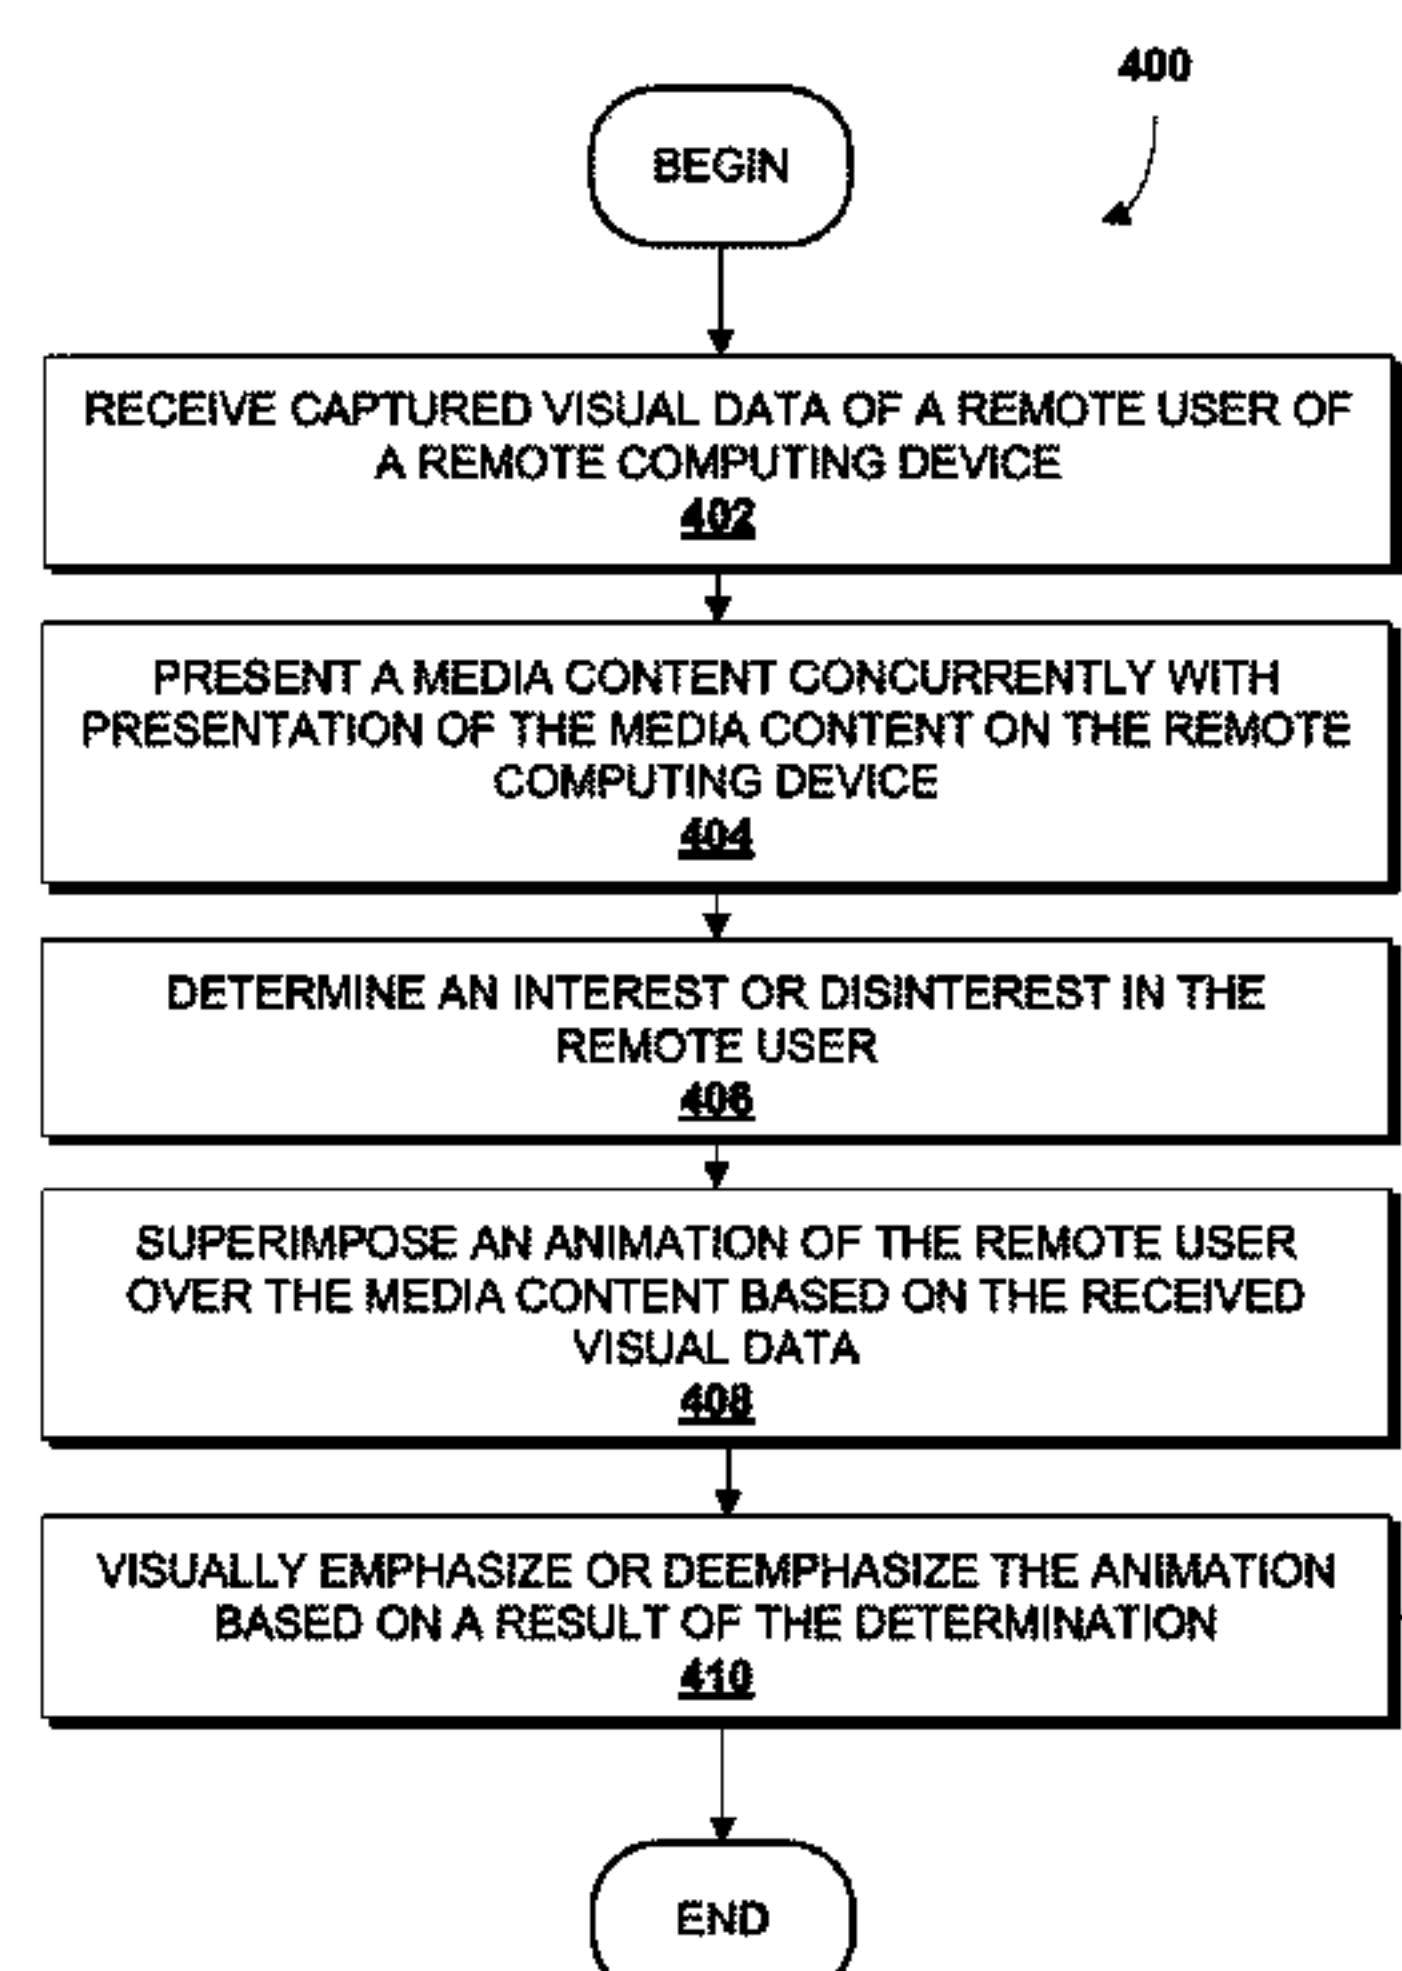 400
BEGIN
RECEIVE CAPTURED VISUAL DATA OF A REMOTE USER OF
A REMOTE COMPUTING DEVICE
402
PRESENT A MEDIA CONTENT CONCURRENTLY WITH
PRESENTATION OF THE MEDIA CONTENT ON THE REMOTE
COMPUTING DEVICE
404
DETERMINE AN INTEREST OR DISINTEREST IN THE
REMOTE USER
406
SUPERIMPOSE AN ANIMATION OF THE REMOTE USER
OVER THE MEDIA CONTENT BASED ON THE RECEIVED
VISUAL DATA
408
VISUALLY EMPHASIZE OR DEEMPHASIZE THE ANIMATION
BASED ON A RESULT OF THE DETERMINATION
410
END